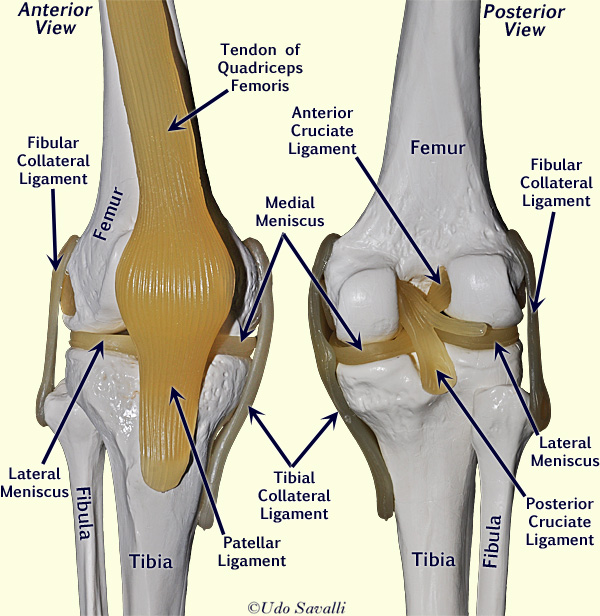 Anterior
View
Posterior
View
Tendon of
Quadriceps
Femoris
Anterior
Cruciate
Ligament
Femur
Fibular
Collateral
Ligament
Fibular
Collateral
Ligament
Femur
Medial
Meniscus
Lateral
Meniscus
Tibial
Collateral
Ligament
Lateral
Meniscus
Fibula
Patellar
Ligament
Posterior
Cruciate
Ligament
Tibia
Tibia
Fibula
©Udo Savalli